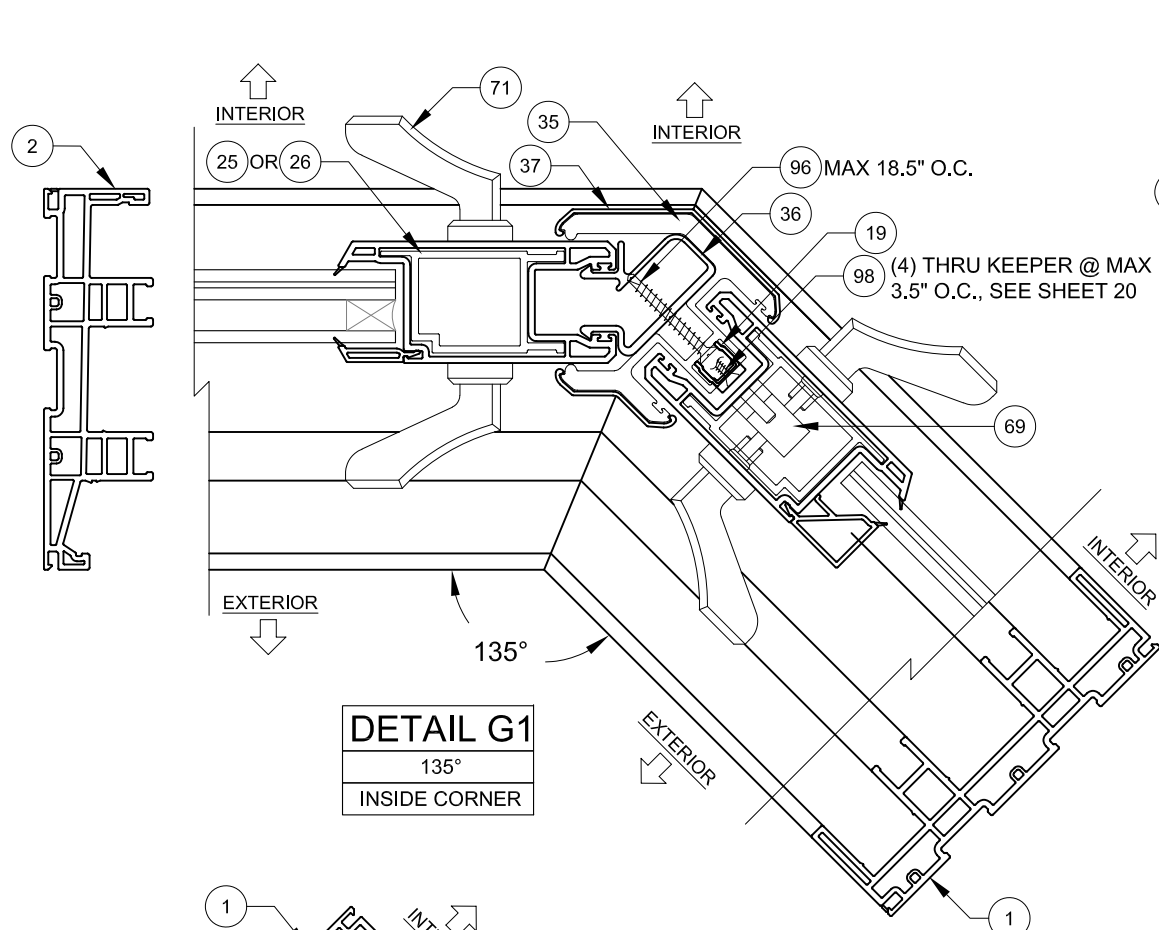 71
INTERIOR
35
INTERIOR
2
25 OR 26
37
96 MAX 18.5" O.C.
36
19
98 (4) THRU KEEPER @ MAX
3.5" O.C., SEE SHEET 20
69
INTERIOR
EXTERIOR
135°
EXTERIOR
DETAIL G1
135°
INSIDE CORNER
1
1